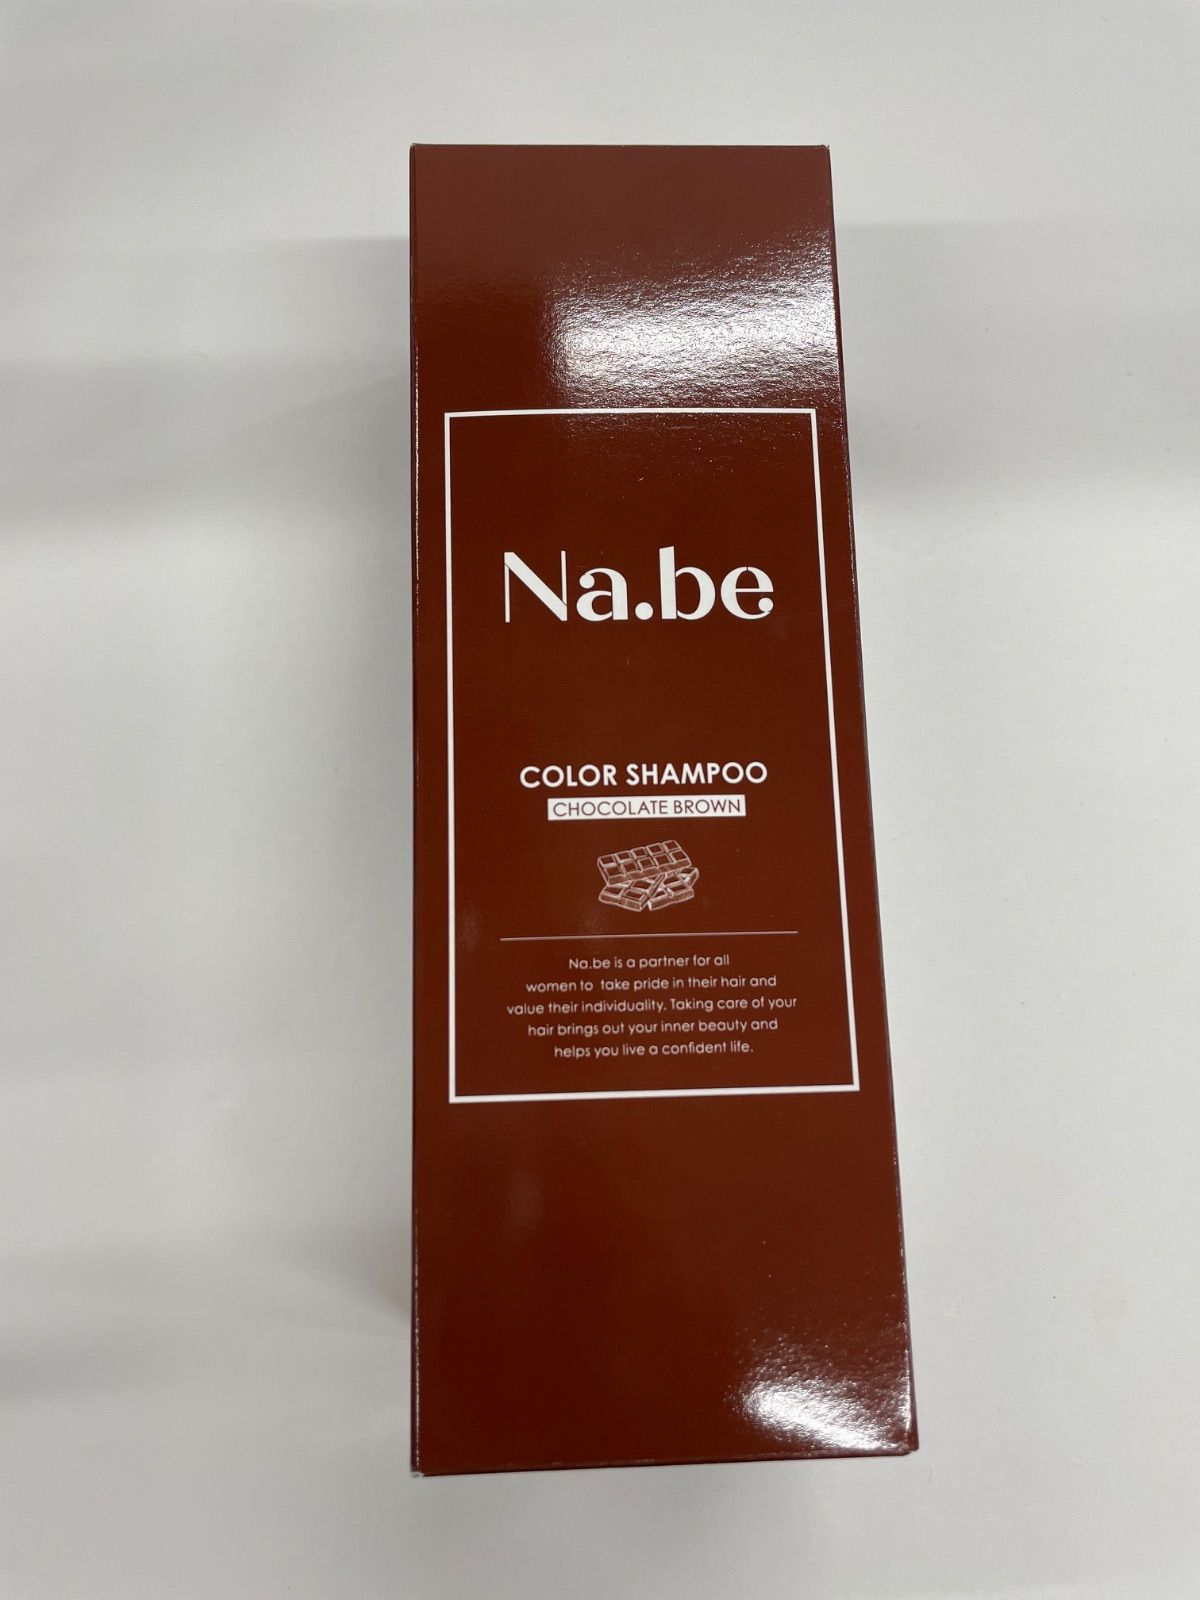 Na.be
COLOR SHAMPOO
CHOCOLATE BROWN
Na.be is a partner for all
women to take pride in their hair and
value their individuality. Taking care of your
hair brings out your inner beauty and
helps you live a confident life.